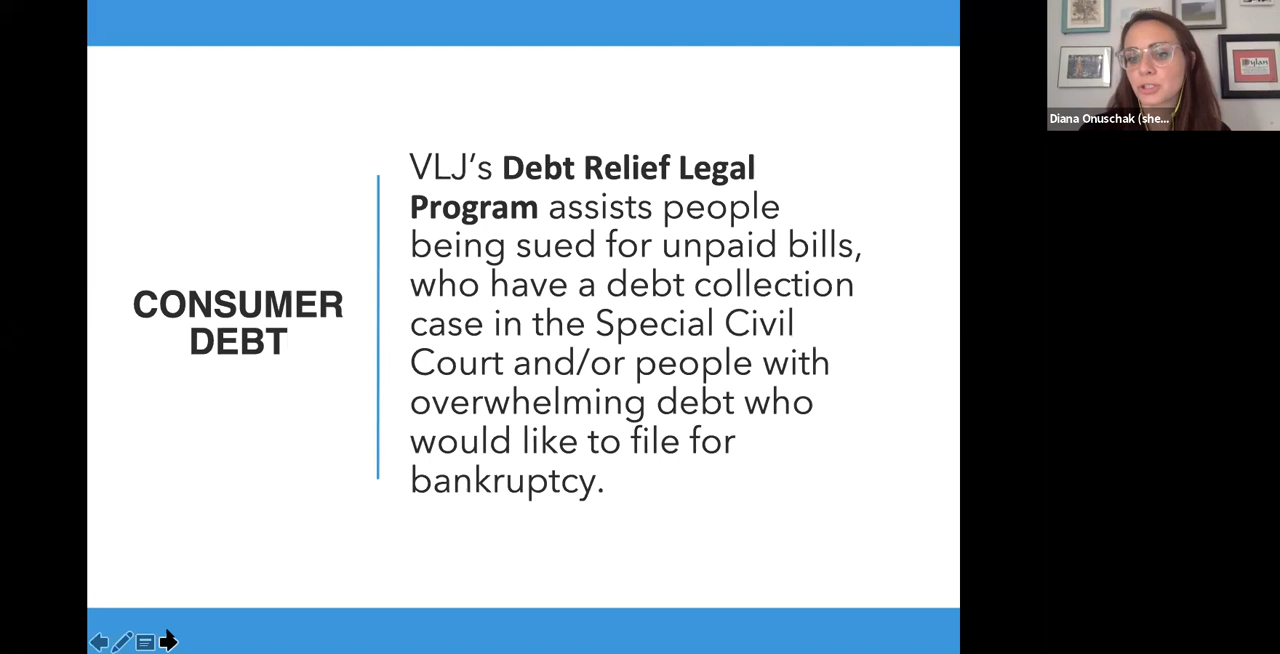 Diana Onuschak (she...
VLJ’s Debt Relief Legal
Program assists people
being sued for unpaid bills,
who have a debt collection
case in the Special Civil
Court and/or people with
overwhelming debt who
would like to file for
bankruptcy.
CONSUMER
DEBT